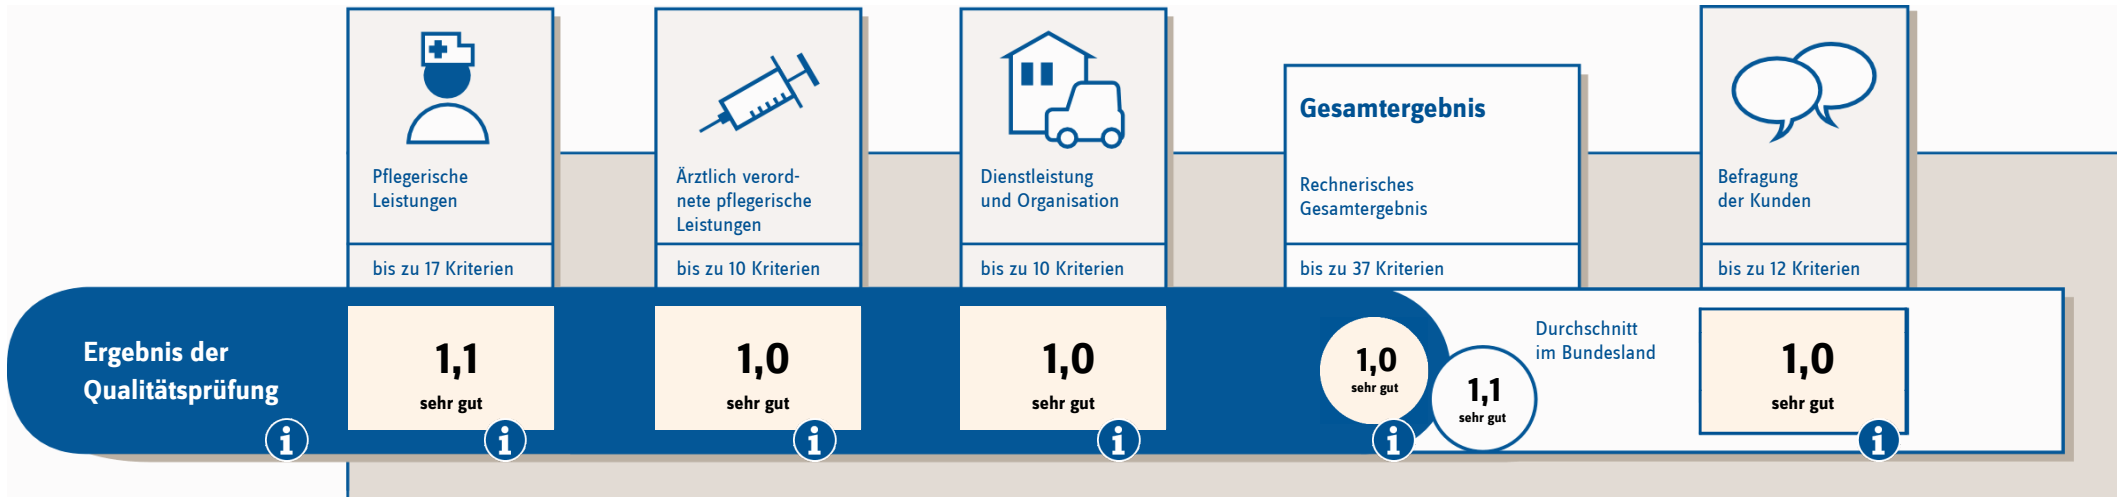 Pflegerische
Leistungen
bis zu 17 Kriterien
Ärztlich verord-
nete pflegerische
Leistungen
bis zu 10 Kriterien
Dienstleistung
und Organisation
bis zu 10 Kriterien
Gesamtergebnis
Rechnerisches
Gesamtergebnis
bis zu 37 Kriterien
Befragung
der Kunden
bis zu 12 Kriterien
Ergebnis der
Qualitätsprüfung
i
1,1
sehr gut
i
1,0
sehr gut
i
1,0
sehr gut
i
1,0
sehr gut
i
1,1
sehr gut
Durchschnitt
im Bundesland
1,0
sehr gut
i